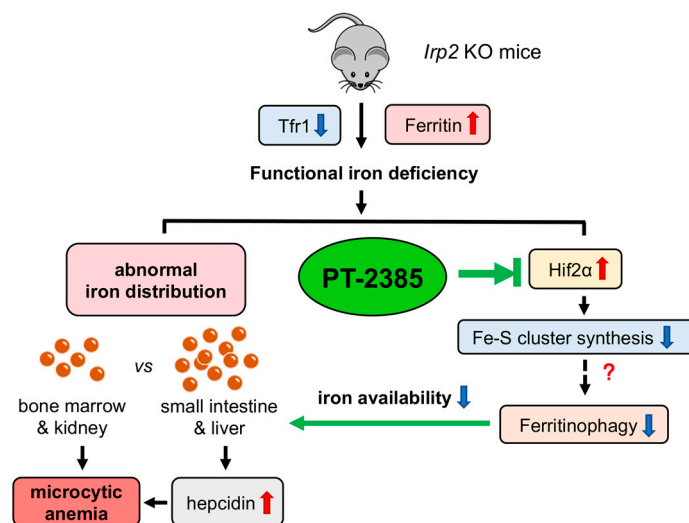 Irp2 KO mice
Tfr1
Ferritin
Functional iron deficiency
abnormal
iron distribution
PT-2385
Hif2α
Fe-S cluster synthesis
?
vs
bone marrow
& kidney
small intestine
& liver
iron availability
Ferritinophagy
microcytic
anemia
hepcidin